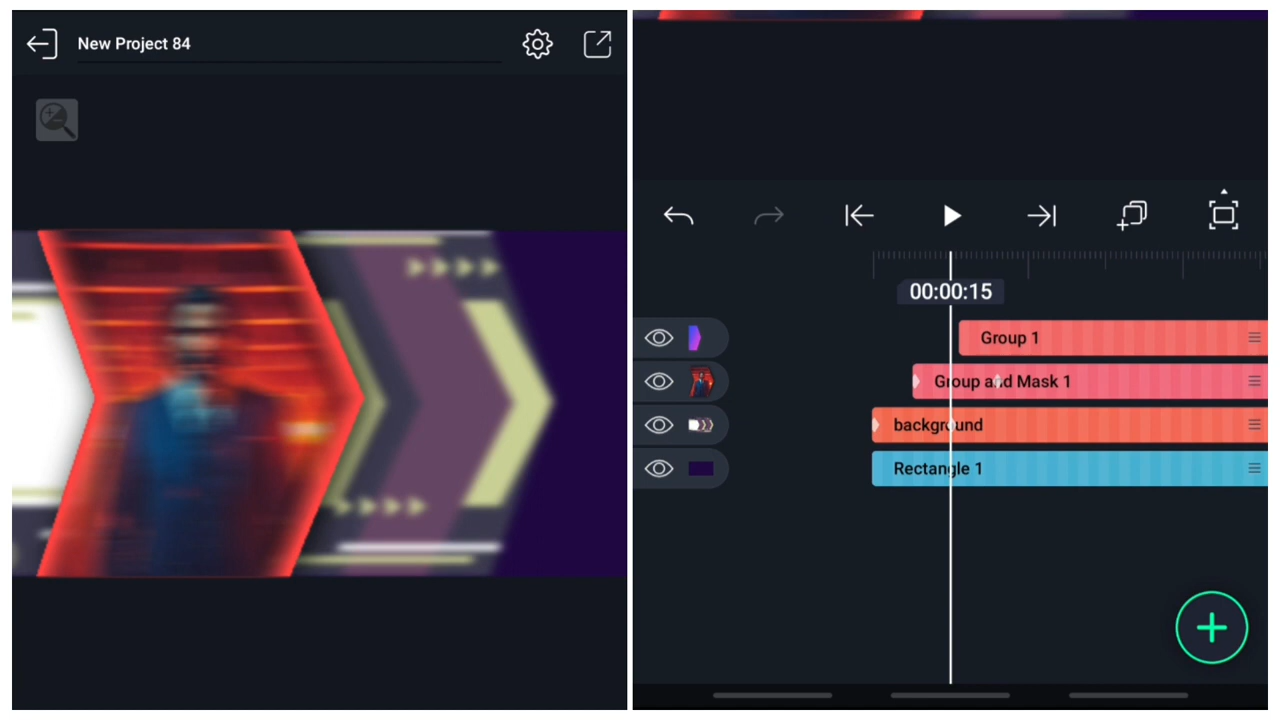 New Project 84
00:00:15
Group 1
Group and Mask 1
background
Rectangle 1